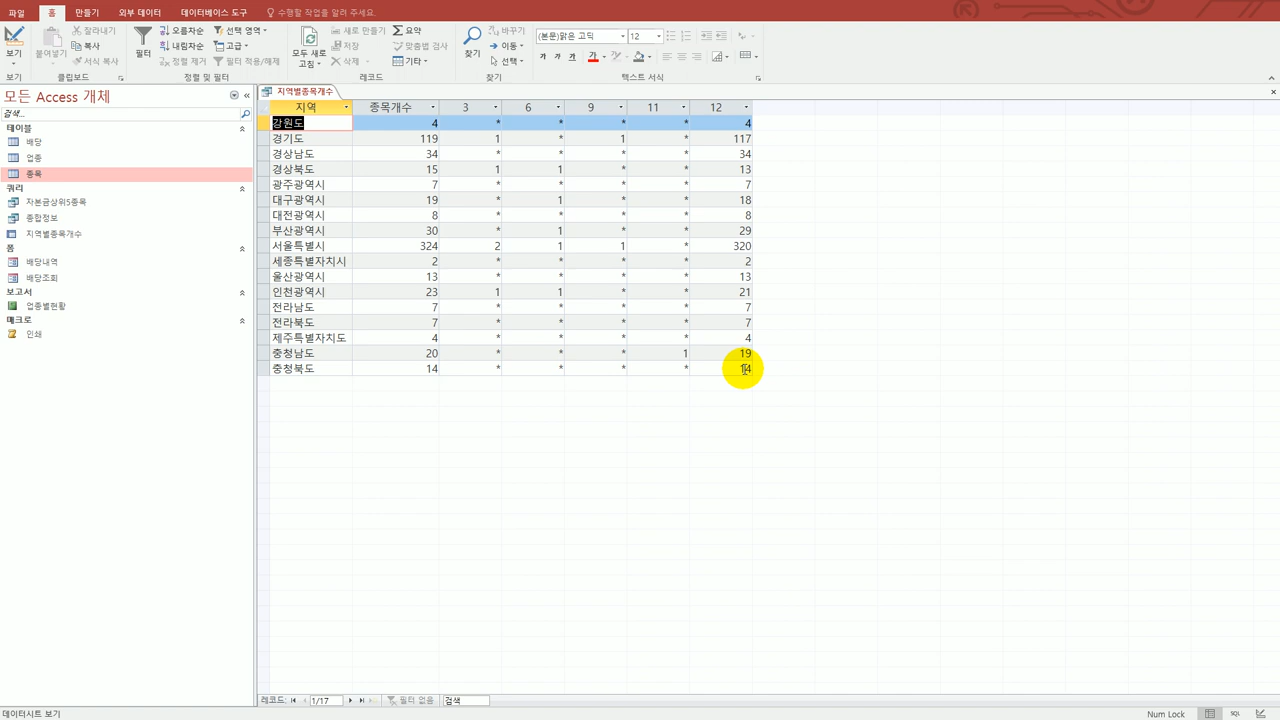 파일 홈 만들기 외부 데이터 데이터베이스 도구 수행할 작업을 알려 주세요.
보기 붙여넣기 잘라내기 복사 서식 복사 클립보드
필터 오름차순 내림차순 정렬 제거 선택 영역 고급 필터 적용/해제 정렬 및 필터
모두 새로 고침 새로 만들기 저장 삭제 요약 맞춤법 검사 기타 레코드
찾기 바꾸기 이동 선택 찾기
(본문)맑은 고딕 12 가 가 가 가 텍스트 서식
모든 Access 개체
검색...
테이블
배당
업종
종목
쿼리
자본금상위5종목
종합정보
지역별종목개수
폼
배당내역
배당조회
보고서
업종별현황
매크로
인쇄
지역별종목개수
지역 종목개수 3 6 9 11 12
강원도 4 * * * * 4
경기도 119 1 * 1 * 117
경상남도 34 * * * * 34
경상북도 15 1 1 * * 13
광주광역시 7 * * * * 7
대구광역시 19 * 1 * * 18
대전광역시 8 * * * * 8
부산광역시 30 * 1 * * 29
서울특별시 324 2 1 1 * 320
세종특별자치시 2 * * * * 2
울산광역시 13 * * * * 13
인천광역시 23 1 1 * * 21
전라남도 7 * * * * 7
전라북도 7 * * * * 7
제주특별자치도 4 * * * * 4
충청남도 20 * * * 1 19
충청북도 14 * * * * 14
레코드: 1/17 필터 없음 검색
데이터시트 보기 Num Lock SQL